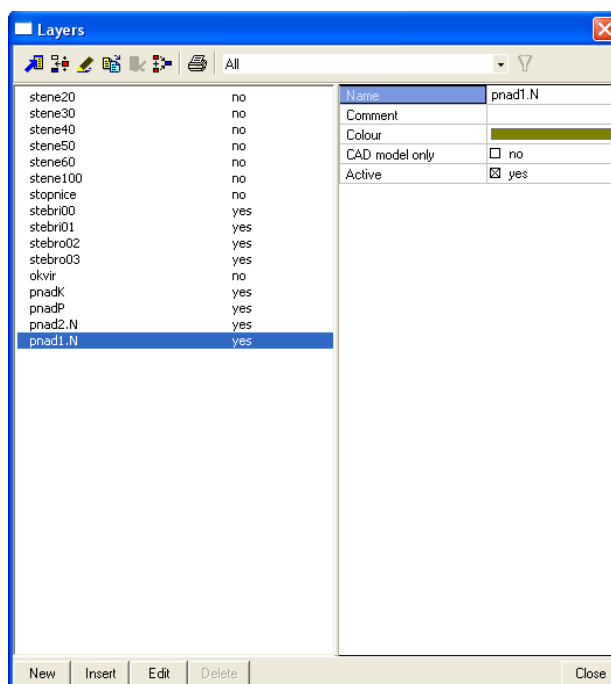 Layers
All
stene20 no
stene30 no
stene40 no
stene50 no
stene60 no
stene100 no
stopnice no
stebri00 yes
stebri01 yes
stebro02 yes
stebro03 yes
okvir no
pnadK yes
pnadP yes
pnad2.N yes
pnad1.N yes
Name pnad1.N
Comment
Colour
CAD model only no
Active yes
New Insert Edit Delete Close